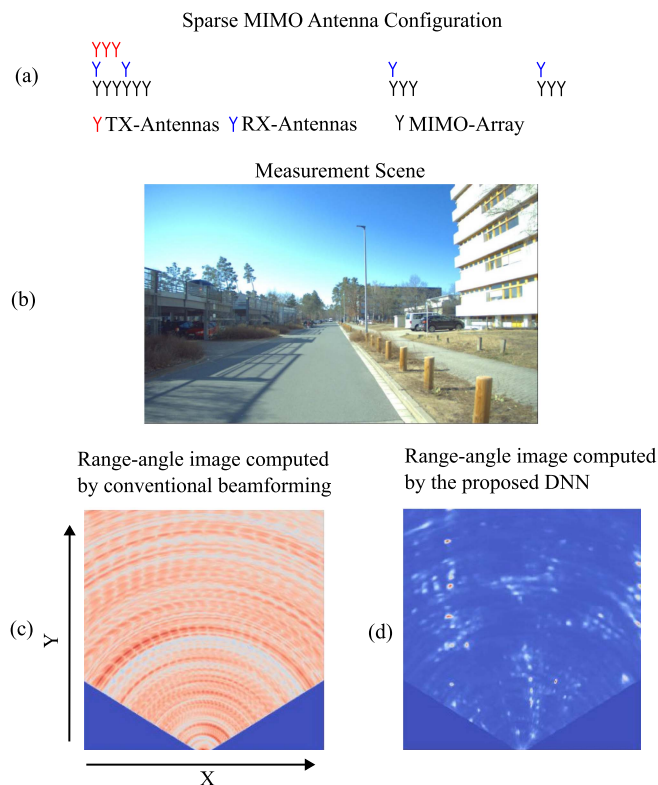 Sparse MIMO Antenna Configuration
(a)
TX-Antennas RX-Antennas MIMO-Array
Measurement Scene
(b)
Range-angle image computed
by conventional beamforming
Range-angle image computed
by the proposed DNN
(c)
Y
X
(d)